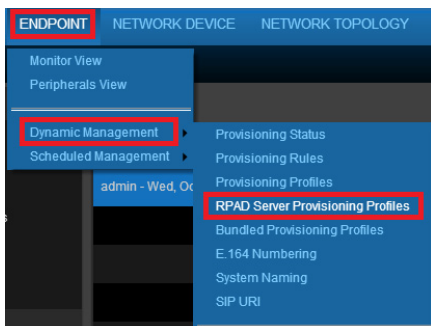 ENDPOINT NETWORK DEVICE NETWORK TOPOLOGY
Monitor View
Peripherals View
Dynamic Management
Scheduled Management
Provisioning Status
Provisioning Rules
Provisioning Profiles
admin - Wed, Oc
RPAD Server Provisioning Profiles
Bundled Provisioning Profiles
E.164 Numbering
System Naming
SIP URI